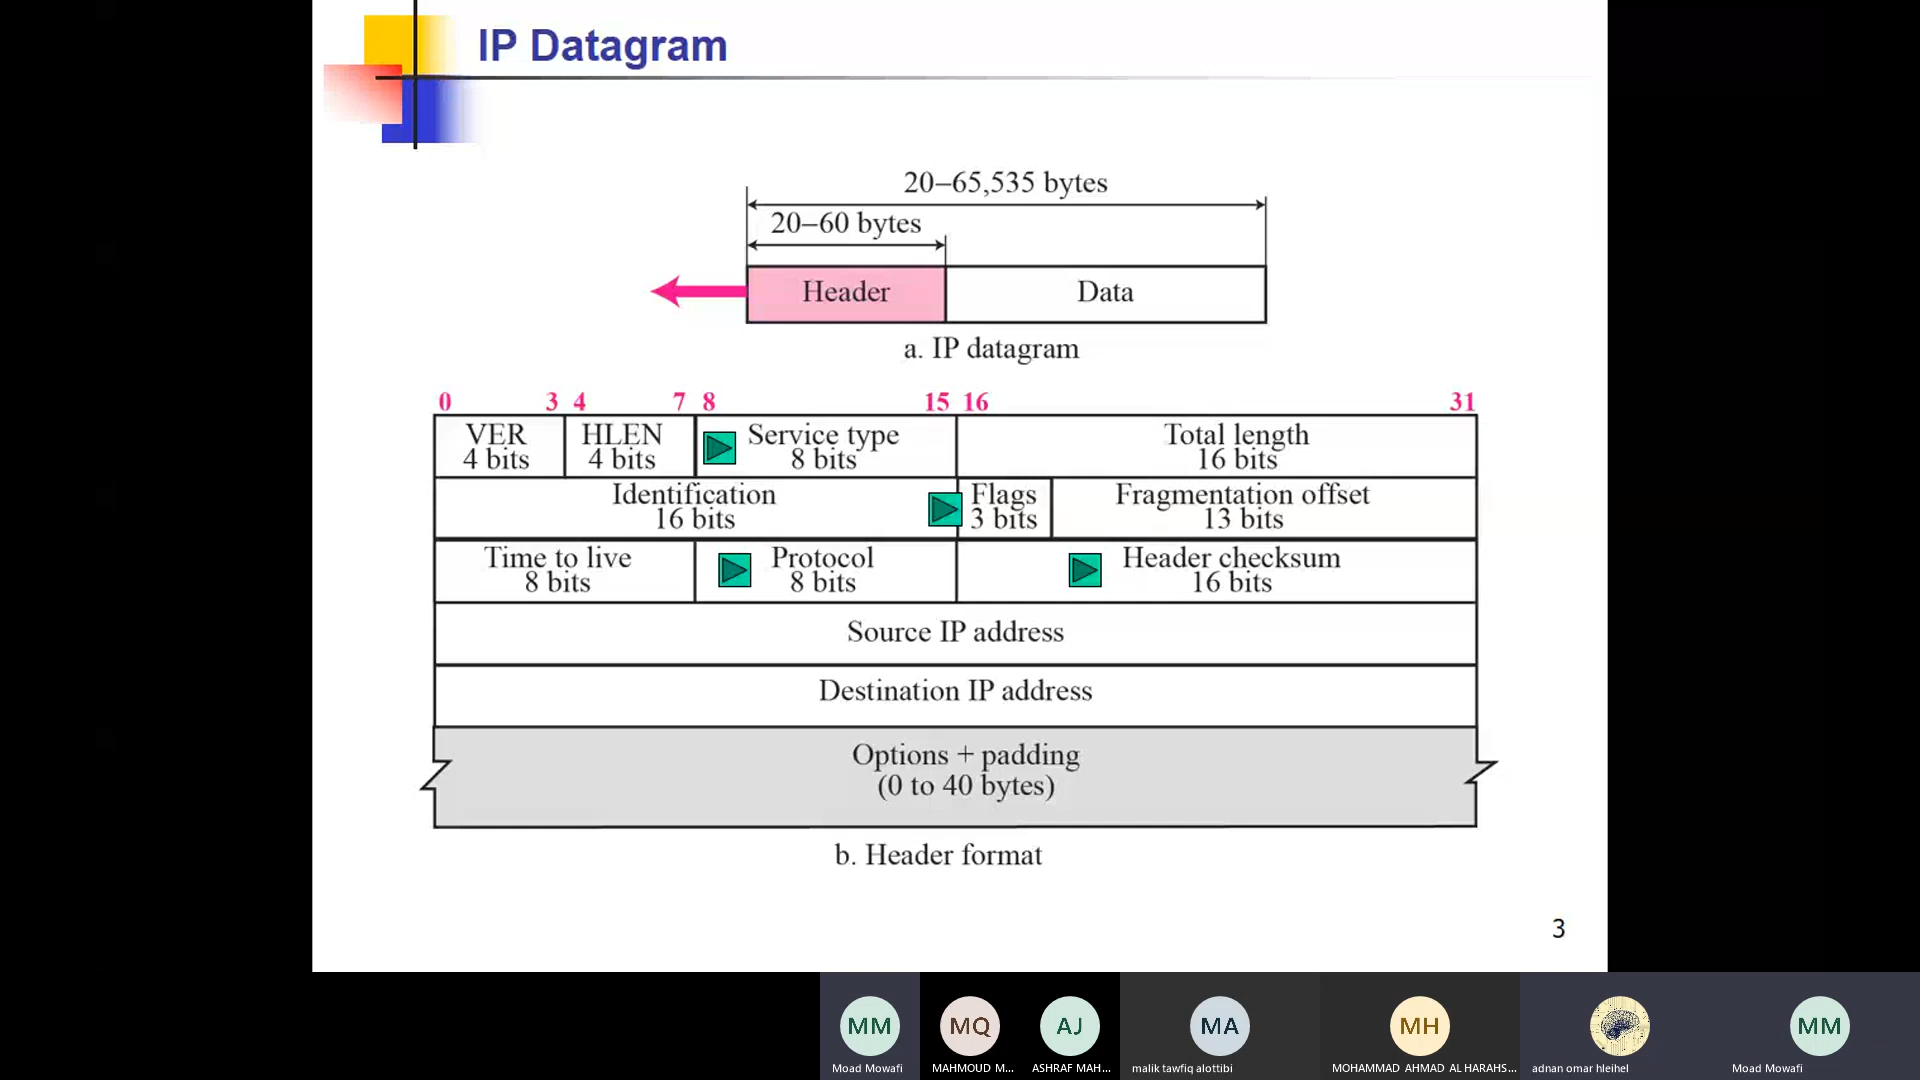 IP Datagram
20–65,535 bytes
20–60 bytes
Header
Data
a. IP datagram
0 3 4 7 8 15 16 31
VER
4 bits
HLEN
4 bits
Service type
8 bits
Total length
16 bits
Identification
16 bits
Flags
3 bits
Fragmentation offset
13 bits
Time to live
8 bits
Protocol
8 bits
Header checksum
16 bits
Source IP address
Destination IP address
Options + padding
(0 to 40 bytes)
b. Header format
3
MM
MQ
AJ
MA
MH
MM
Moad Mowafi
MAHMOUD M...
ASHRAF MAH...
malik tawfiq alottibi
MOHAMMAD AHMAD AL HARAHS...
adnan omar hleihel
Moad Mowafi